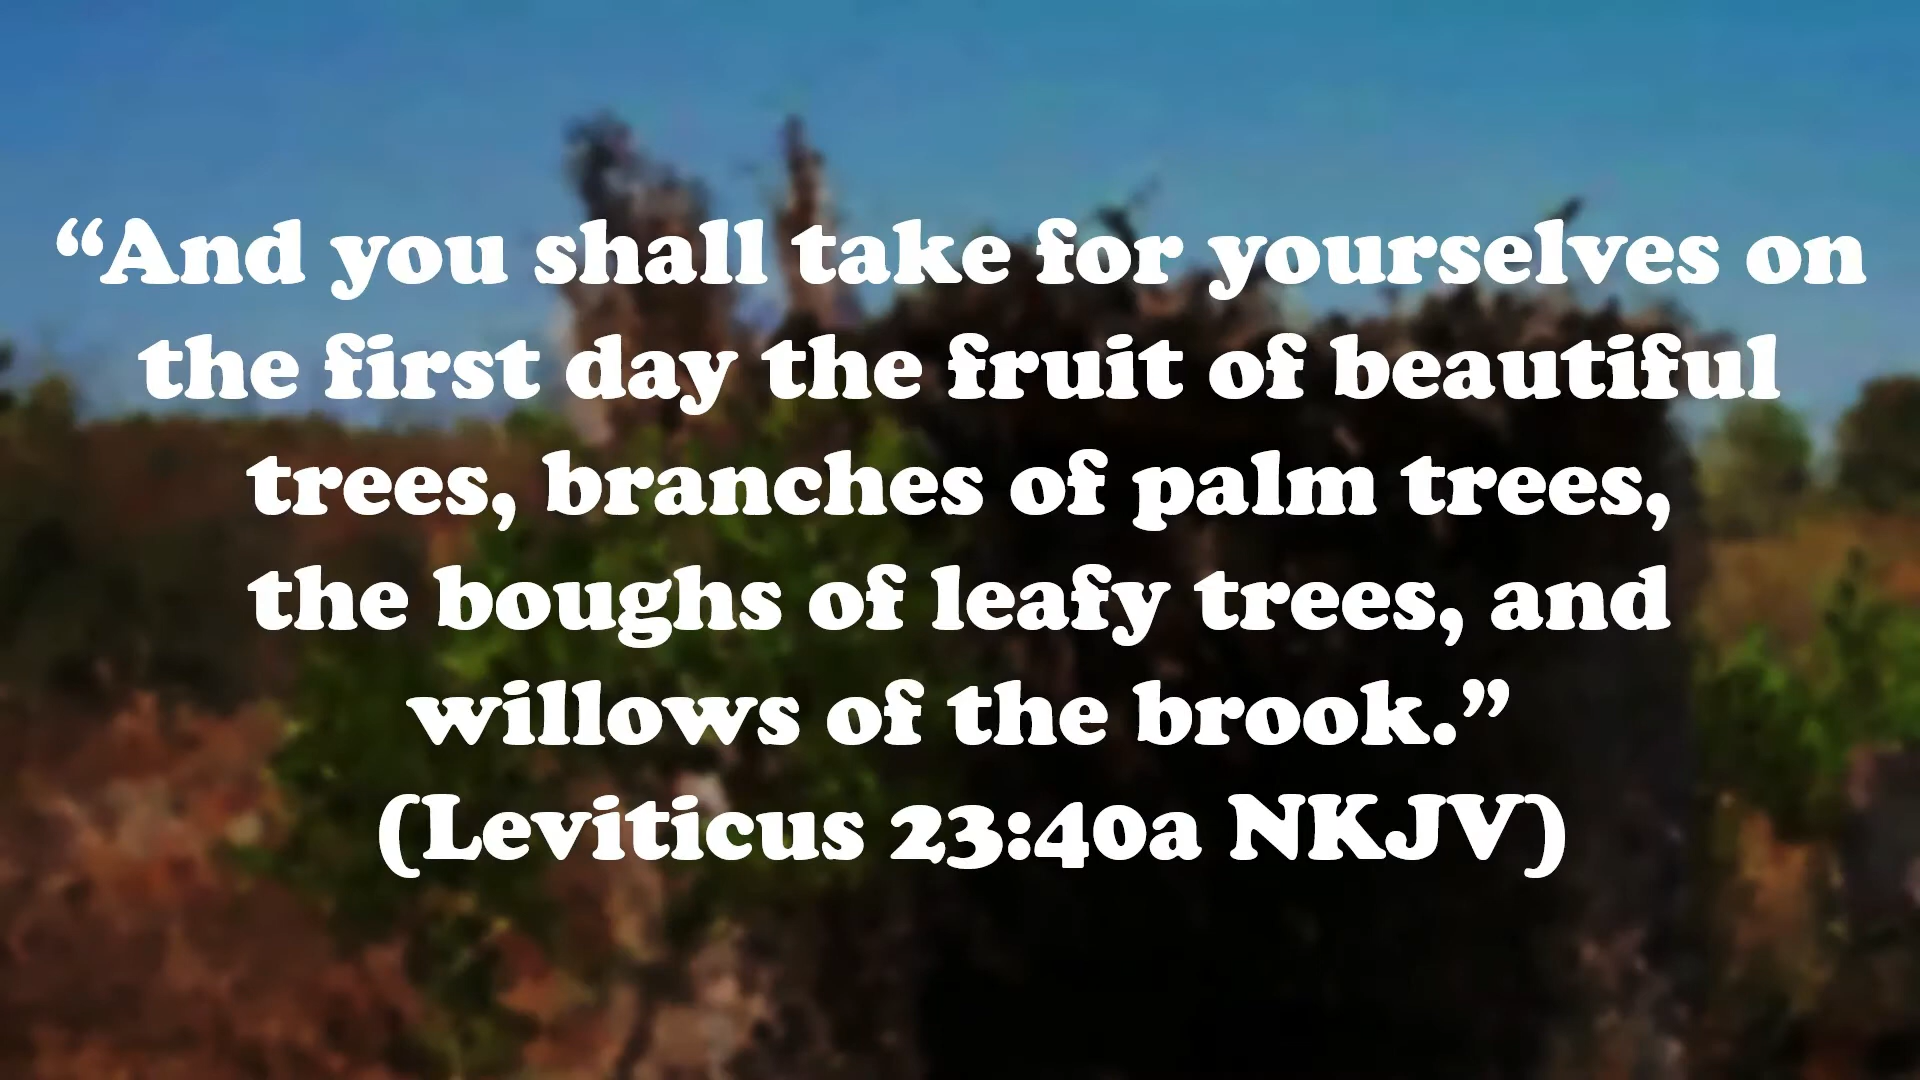 “And you shall take for yourselves on
the first day the fruit of beautiful
trees, branches of palm trees,
the boughs of leafy trees, and
willows of the brook.”
(Leviticus 23:40a NKJV)